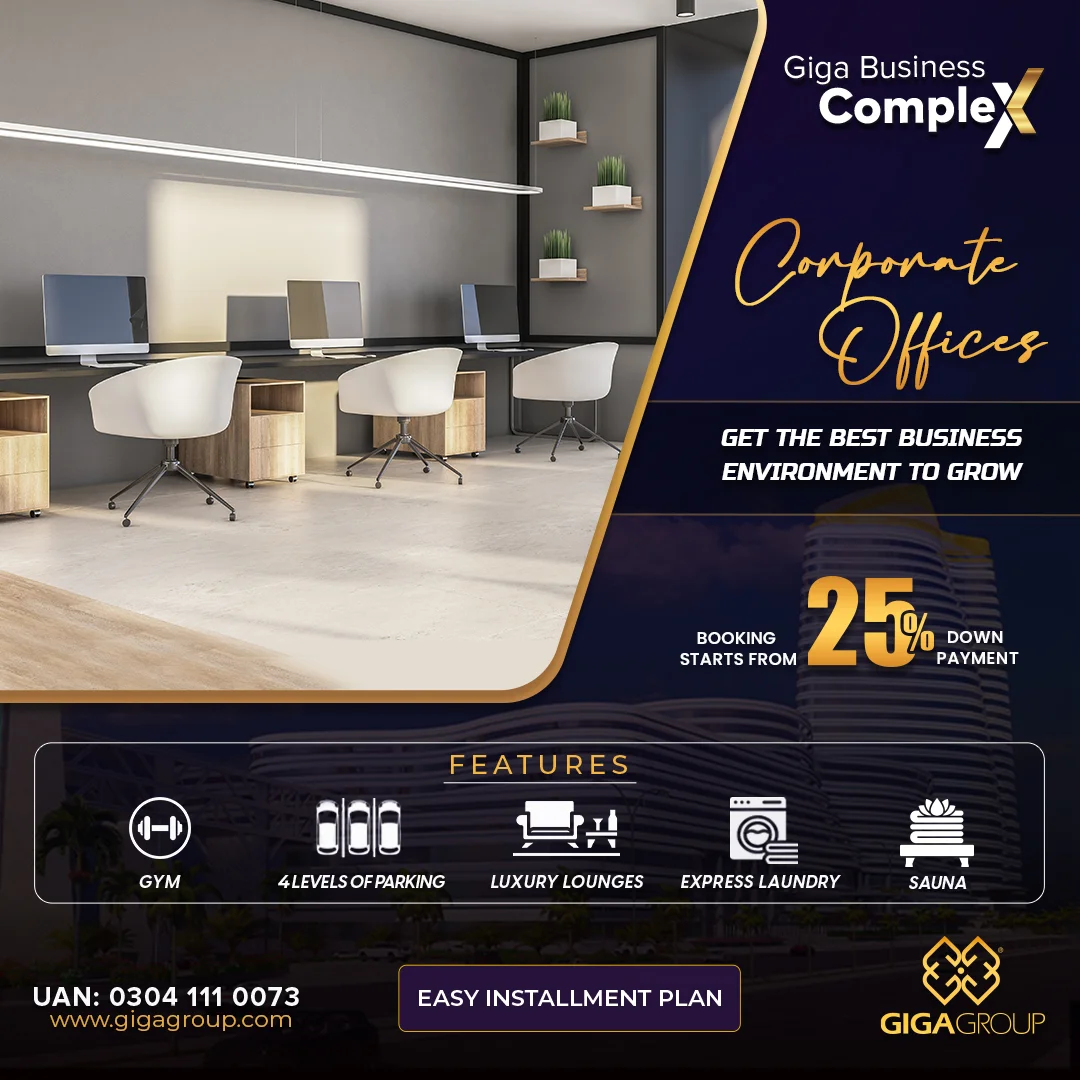 Giga Business
Complex
Corporate
Offices
GET THE BEST BUSINESS
ENVIRONMENT TO GROW
BOOKING
STARTS FROM
25%
DOWN
PAYMENT
FEATURES
GYM
4 LEVELS OF PARKING
LUXURY LOUNGES
EXPRESS LAUNDRY
SAUNA
UAN: 0304 111 0073
www.gigagroup.com
EASY INSTALLMENT PLAN
®
GIGAGROUP